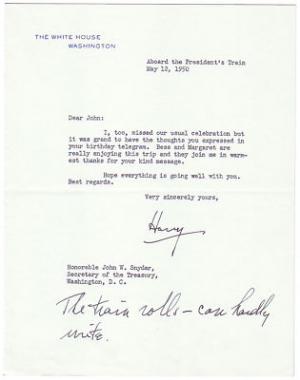 THE WHITE HOUSE
WASHINGTON
Aboard the President's Train
May 12, 1950
Dear John:
I, too, missed our usual celebration but
it was grand to have the thoughts you expressed in
your birthday telegram. Bess and Margaret are
really enjoying this trip and they join me in warm-
est thanks for your kind message.
Hope everything is going well with you.
Best regards.
Very sincerely yours,
Harry
Honorable John W. Snyder,
Secretary of the Treasury,
Washington, D. C.
The train rolls - can hardly
write.